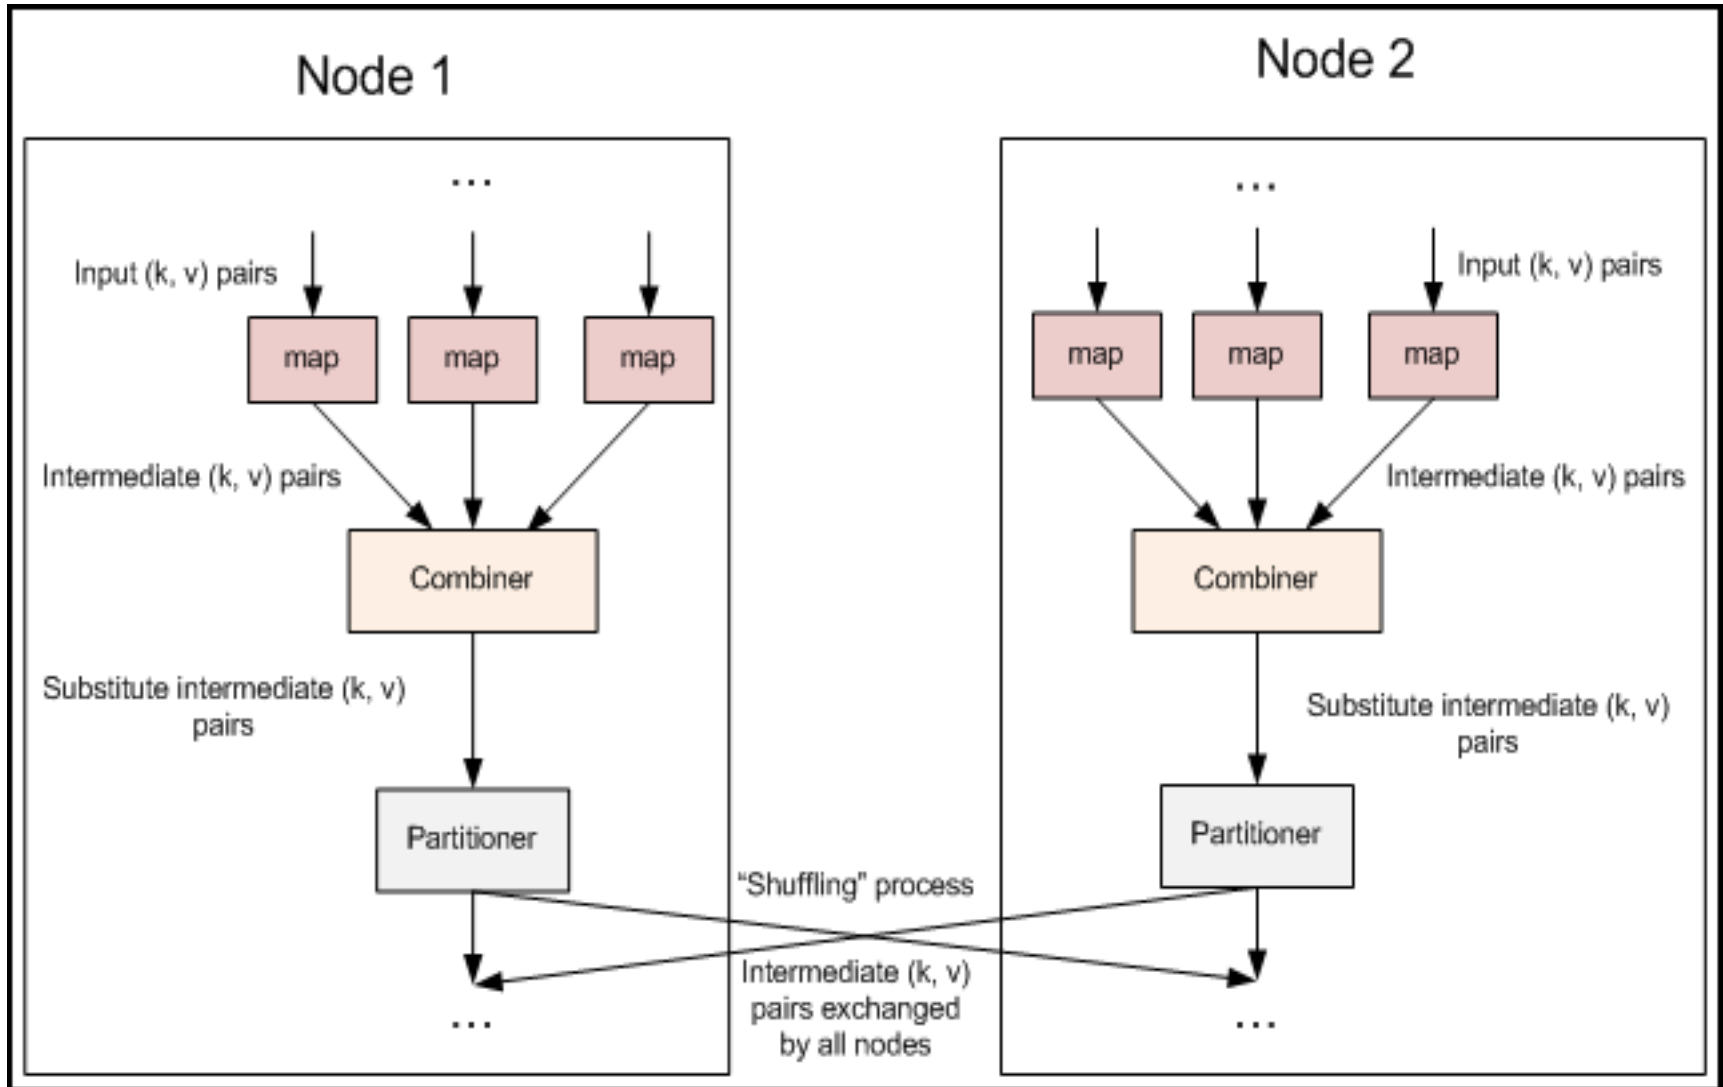 Node 1
Node 2
...
Input (k, v) pairs
map
map
map
Intermediate (k, v) pairs
Combiner
Substitute intermediate (k, v)
pairs
Partitioner
...
“Shuffling” process
Intermediate (k, v)
pairs exchanged
by all nodes
...
Input (k, v) pairs
map
map
map
Intermediate (k, v) pairs
Combiner
Substitute intermediate (k, v)
pairs
Partitioner
...